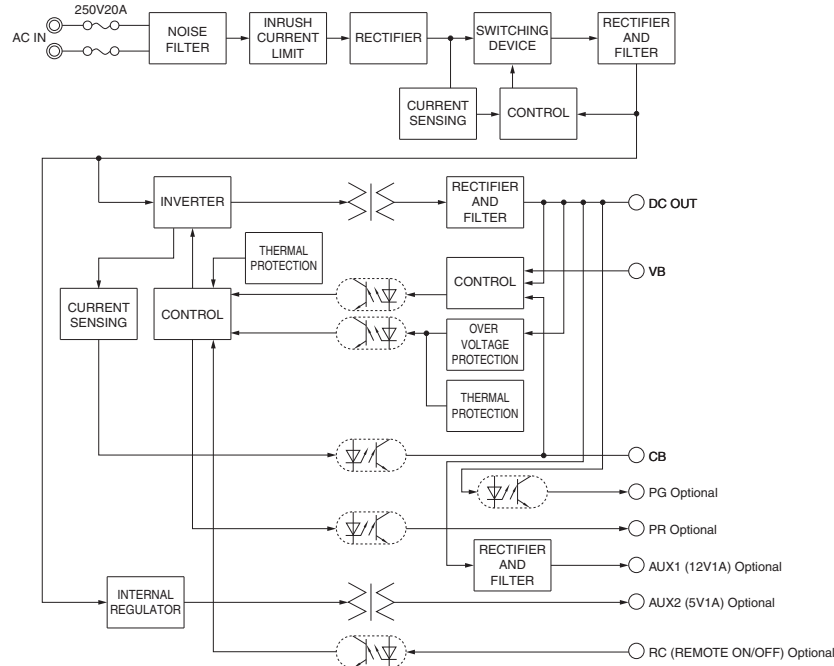 250V20A
AC IN
NOISE
FILTER
INRUSH
CURRENT
LIMIT
RECTIFIER
SWITCHING
DEVICE
RECTIFIER
AND
FILTER
CURRENT
SENSING
CONTROL
INVERTER
RECTIFIER
AND
FILTER
DC OUT
THERMAL
PROTECTION
VB
CONTROL
CURRENT
SENSING
CONTROL
OVER
VOLTAGE
PROTECTION
THERMAL
PROTECTION
CB
PG Optional
PR Optional
RECTIFIER
AND
FILTER
AUX1 (12V1A) Optional
INTERNAL
REGULATOR
AUX2 (5V1A) Optional
RC (REMOTE ON/OFF) Optional